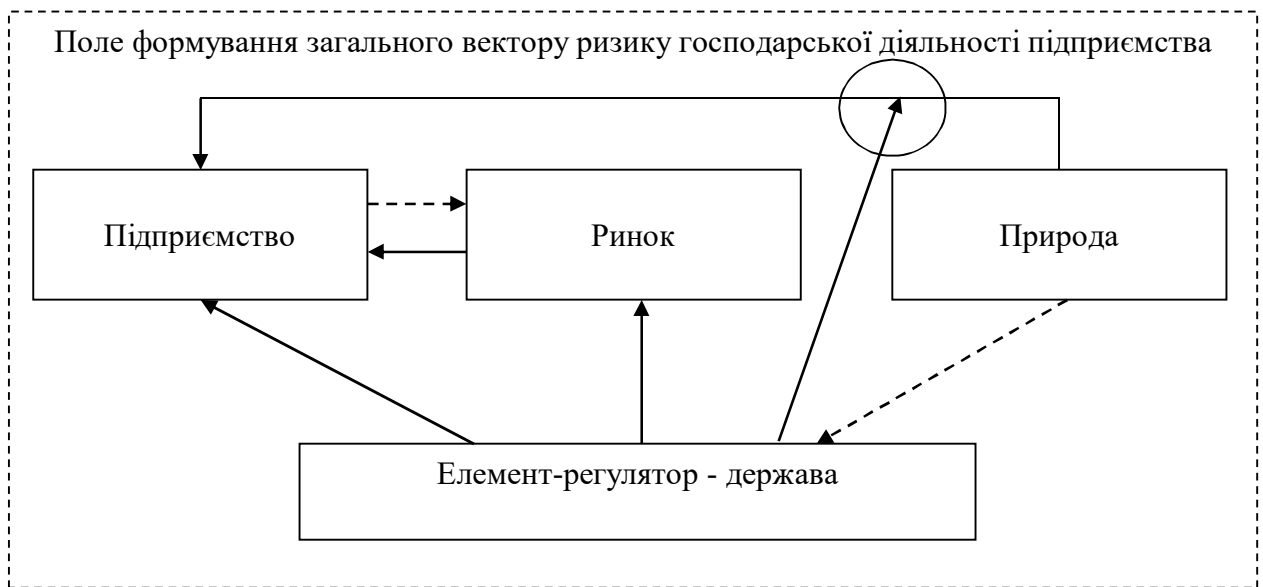 Поле формування загального вектору ризику господарської діяльності підприємства
Підприємство
Ринок
Природа
Елемент-регулятор - держава